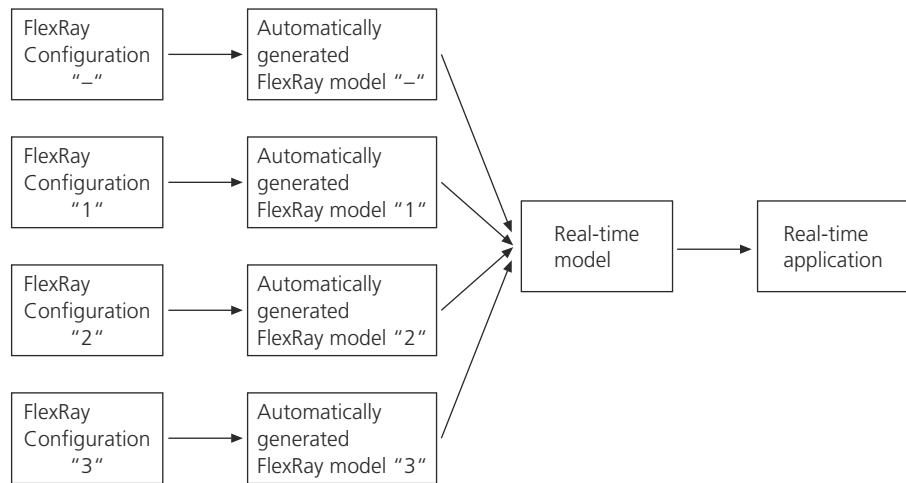 FlexRay
Configuration
“–“
Automatically
generated
FlexRay model “–“
FlexRay
Configuration
“1“
Automatically
generated
FlexRay model “1“
FlexRay
Configuration
“2“
Automatically
generated
FlexRay model “2“
FlexRay
Configuration
“3“
Automatically
generated
FlexRay model “3“
Real-time
model
Real-time
application